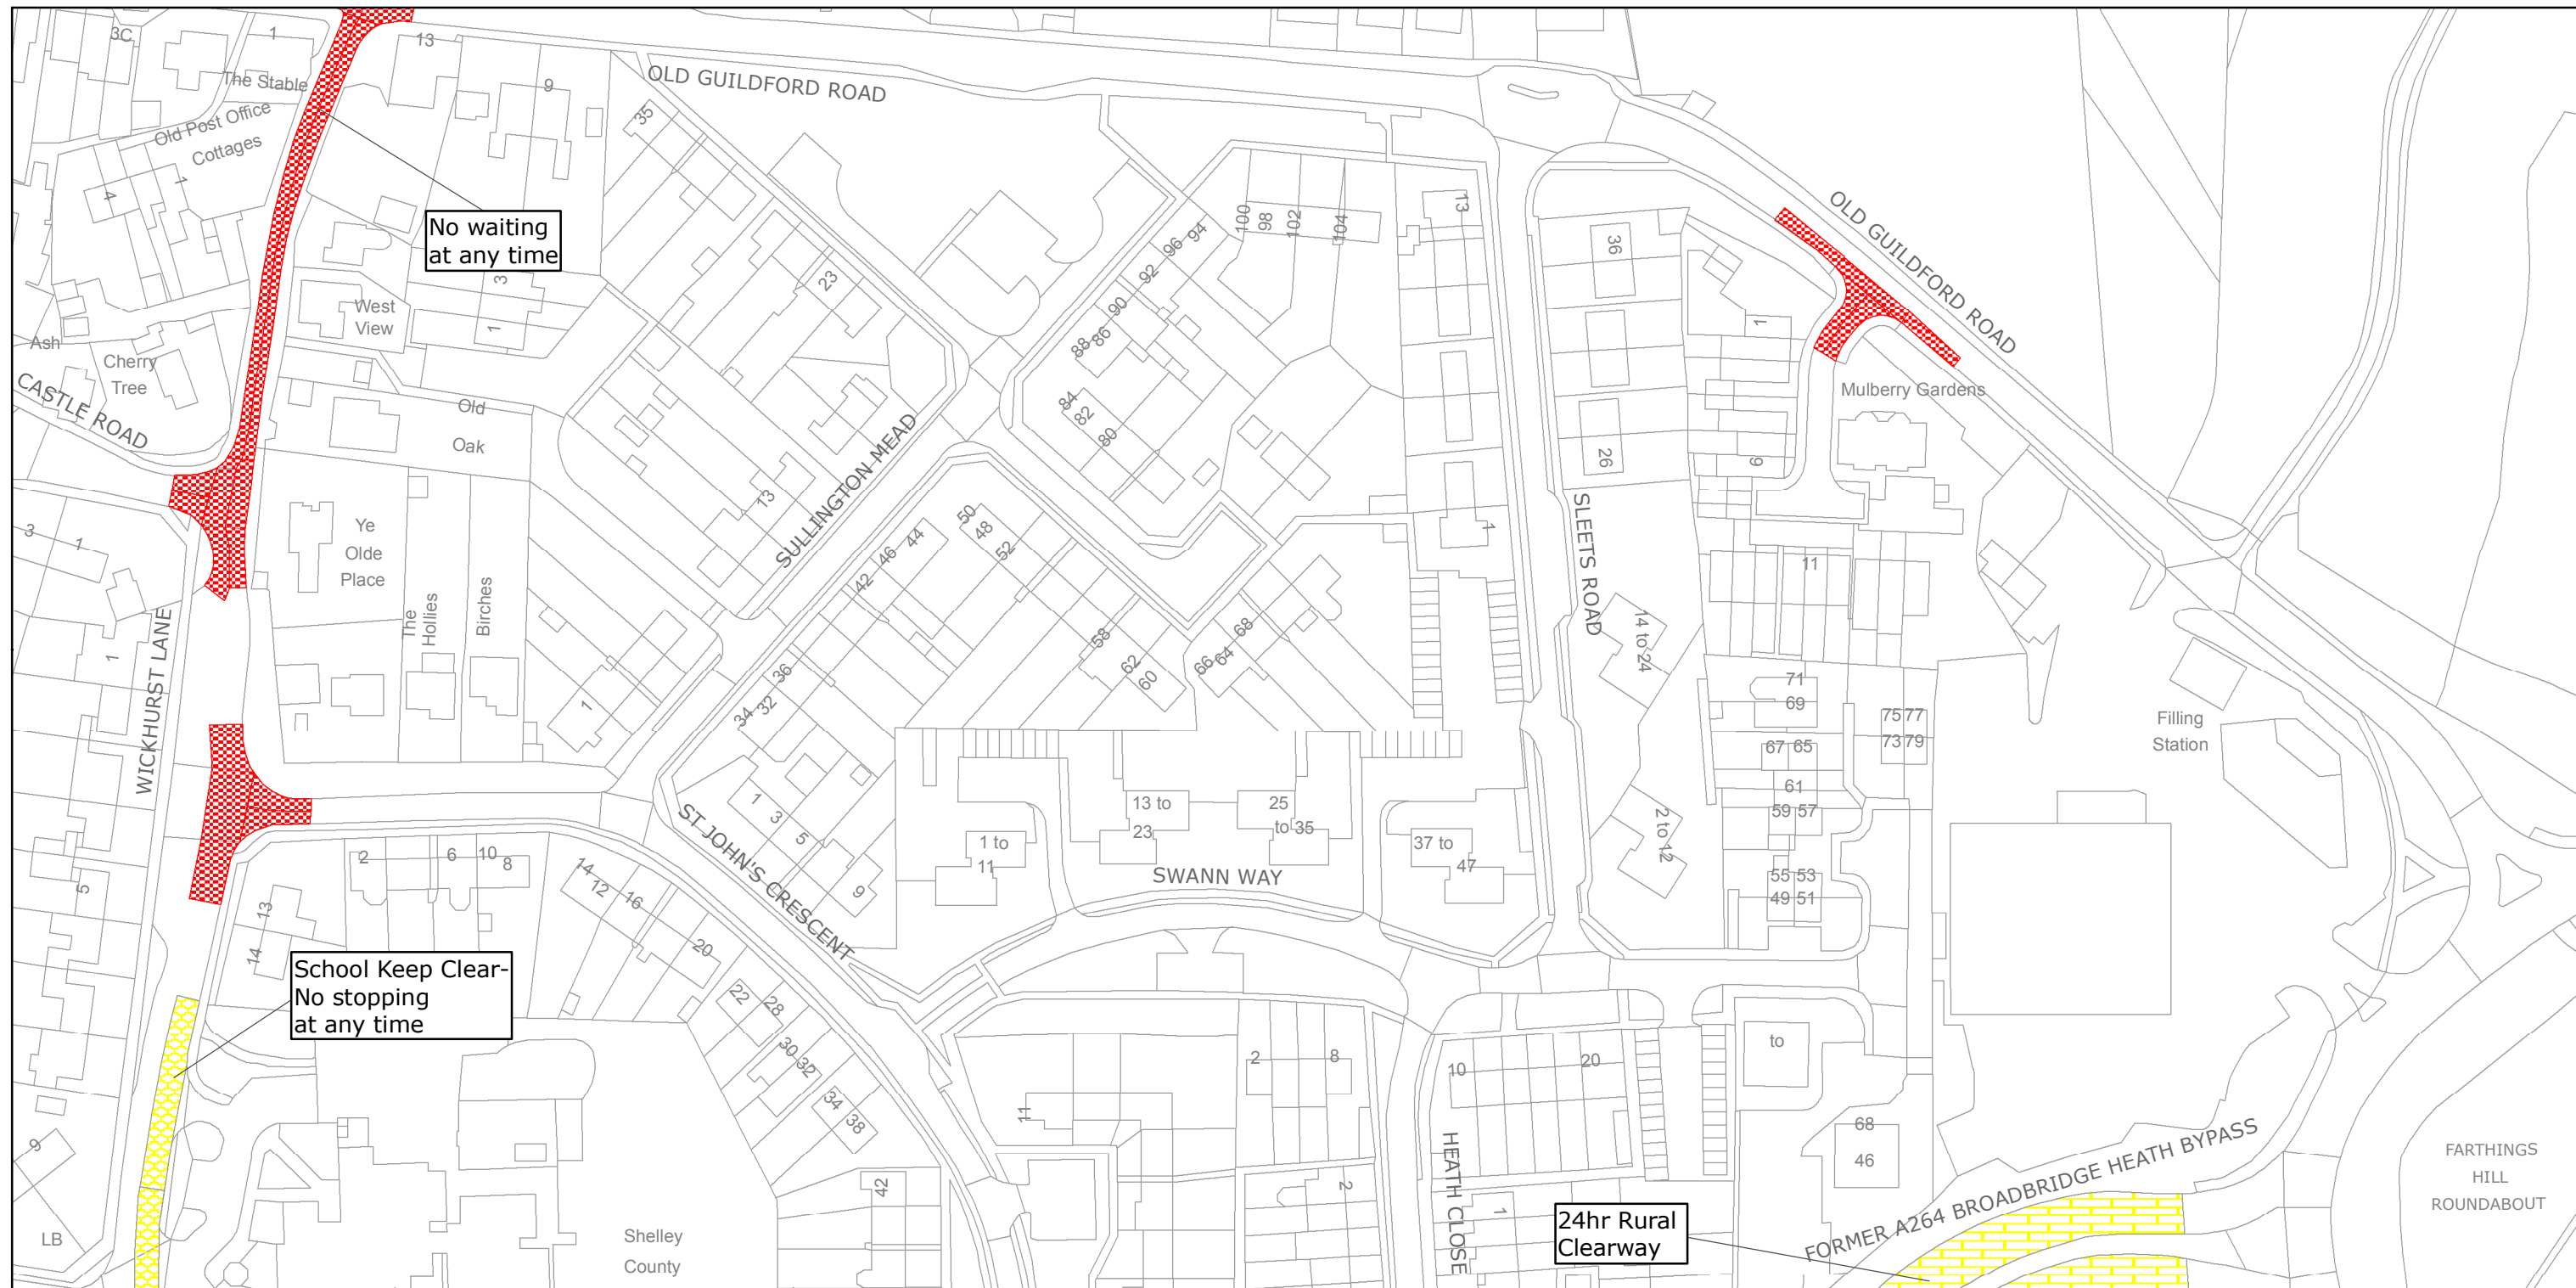 3C
1
13
The Stable
9
Old Post Office
Cottages
35
OLD GUILDFORD ROAD
4
1
No waiting
at any time
3
1
West
View
23
Ash
Cherry
Tree
CASTLE ROAD
Old
Oak
SULLINGTON MEAD
13
3
1
Ye
Olde
Place
The
Hollies
Birches
1
WICKHURST LANE
1
5
9
LB
100
98
102
104
94
96
92
90
86
88
84
82
80
13
1
36
26
SLEETS ROAD
OLD GUILDFORD ROAD
1
Mulberry Gardens
6
11
50
48
52
44
46
42
36
32
34
58
62
60
68
64
66
14 to 24
2 to 12
71
69
67
65
61
59
57
55
53
49
51
75
77
73
79
Filling
Station
1
3
5
9
ST JOHN'S CRESCENT
1 to
11
13 to
23
25
to 35
37 to
47
SWANN WAY
2
6
10
8
14
12
16
20
13
14
School Keep Clear-
No stopping
at any time
22
28
30
32
34
38
42
11
2
8
2
10
20
to
1
HEATH CLOSE
68
46
Shelley
County
24hr Rural
Clearway
FORMER A264 BROADBRIDGE HEATH BYPASS
FARTHINGS
HILL
ROUNDABOUT